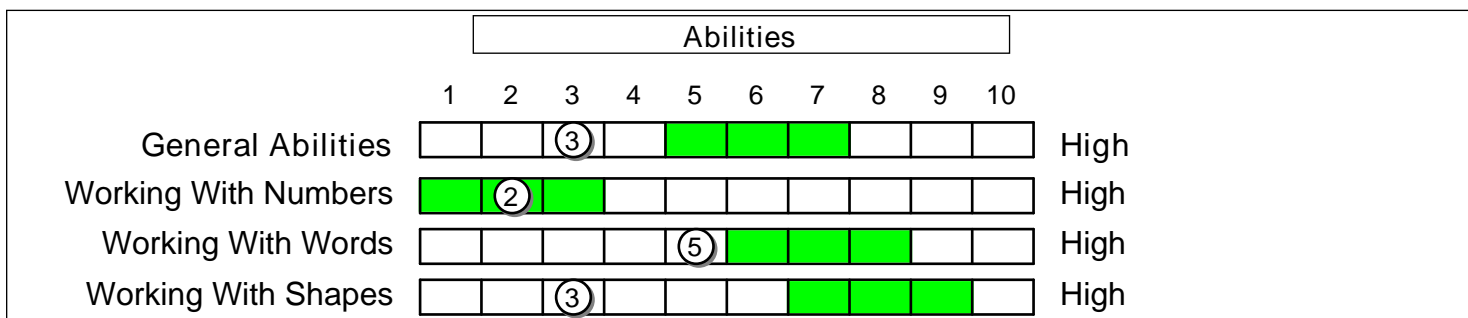 Abilities
1 2 3 4 5 6 7 8 9 10
General Abilities 3 High
Working With Numbers 2 High
Working With Words 5 High
Working With Shapes 3 High